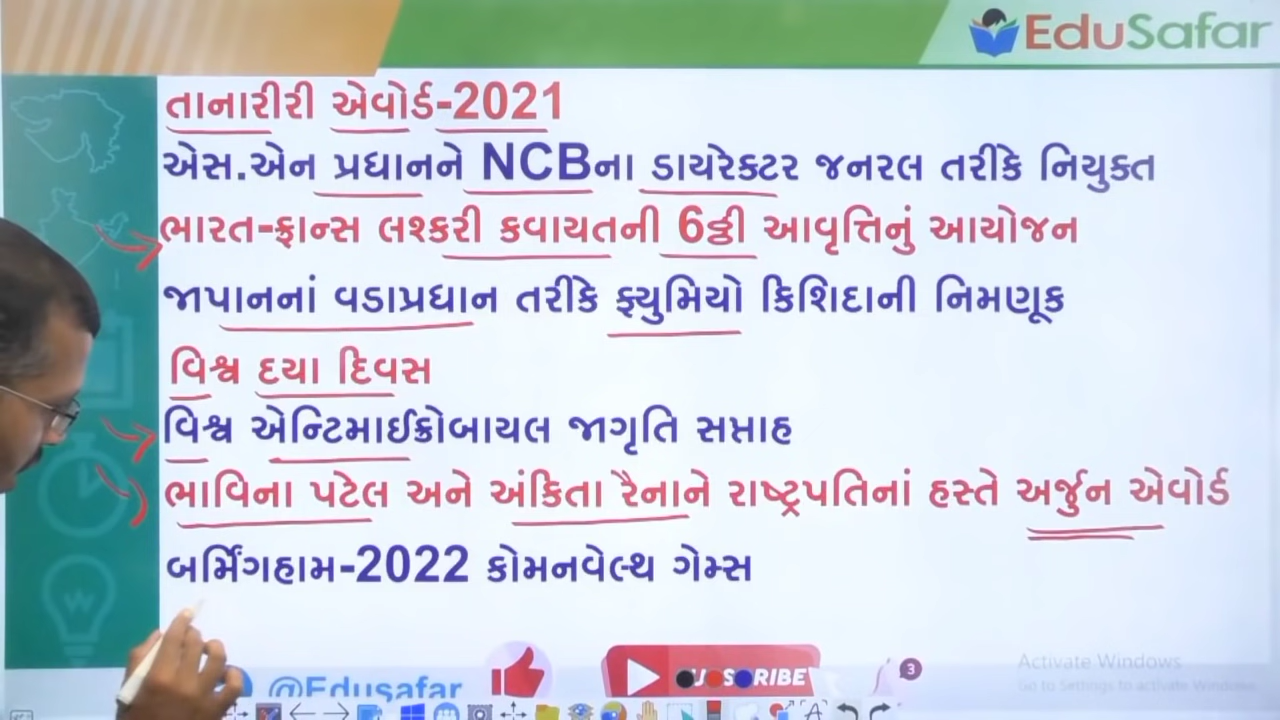 EduSafar
તાનારીરી એવોર્ડ-2021
એસ.એન પ્રધાનને NCBના ડાયરેક્ટર જનરલ તરીકે નિયુક્ત
ભારત-ફ્રાન્સ લશ્કરી કવાયતની 6ઠ્ઠી આવૃત્તિનું આયોજન
જાપાનનાં વડાપ્રધાન તરીકે ફ્યુમિયો કિશિદાની નિમણૂક
વિશ્વ દયા દિવસ
વિશ્વ એન્ટિમાઈક્રોબાયલ જાગૃતિ સપ્તાહ
ભાવિના પટેલ અને અંકિતા રૈનાને રાષ્ટ્રપતિનાં હસ્તે અર્જુન એવોર્ડ
બર્મિંગહામ-2022 કોમનવેલ્થ ગેમ્સ
Activate Windows
Go to Settings to activate Windows.
@Edusafar
SUBSCRIBE
3